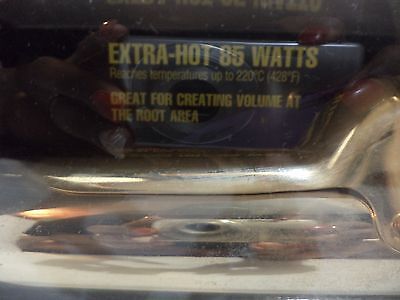 EXTRA-HOT 85 WATTS
Reaches temperatures up to 220°C (428°F)
GREAT FOR CREATING VOLUME AT
THE ROOT AREA